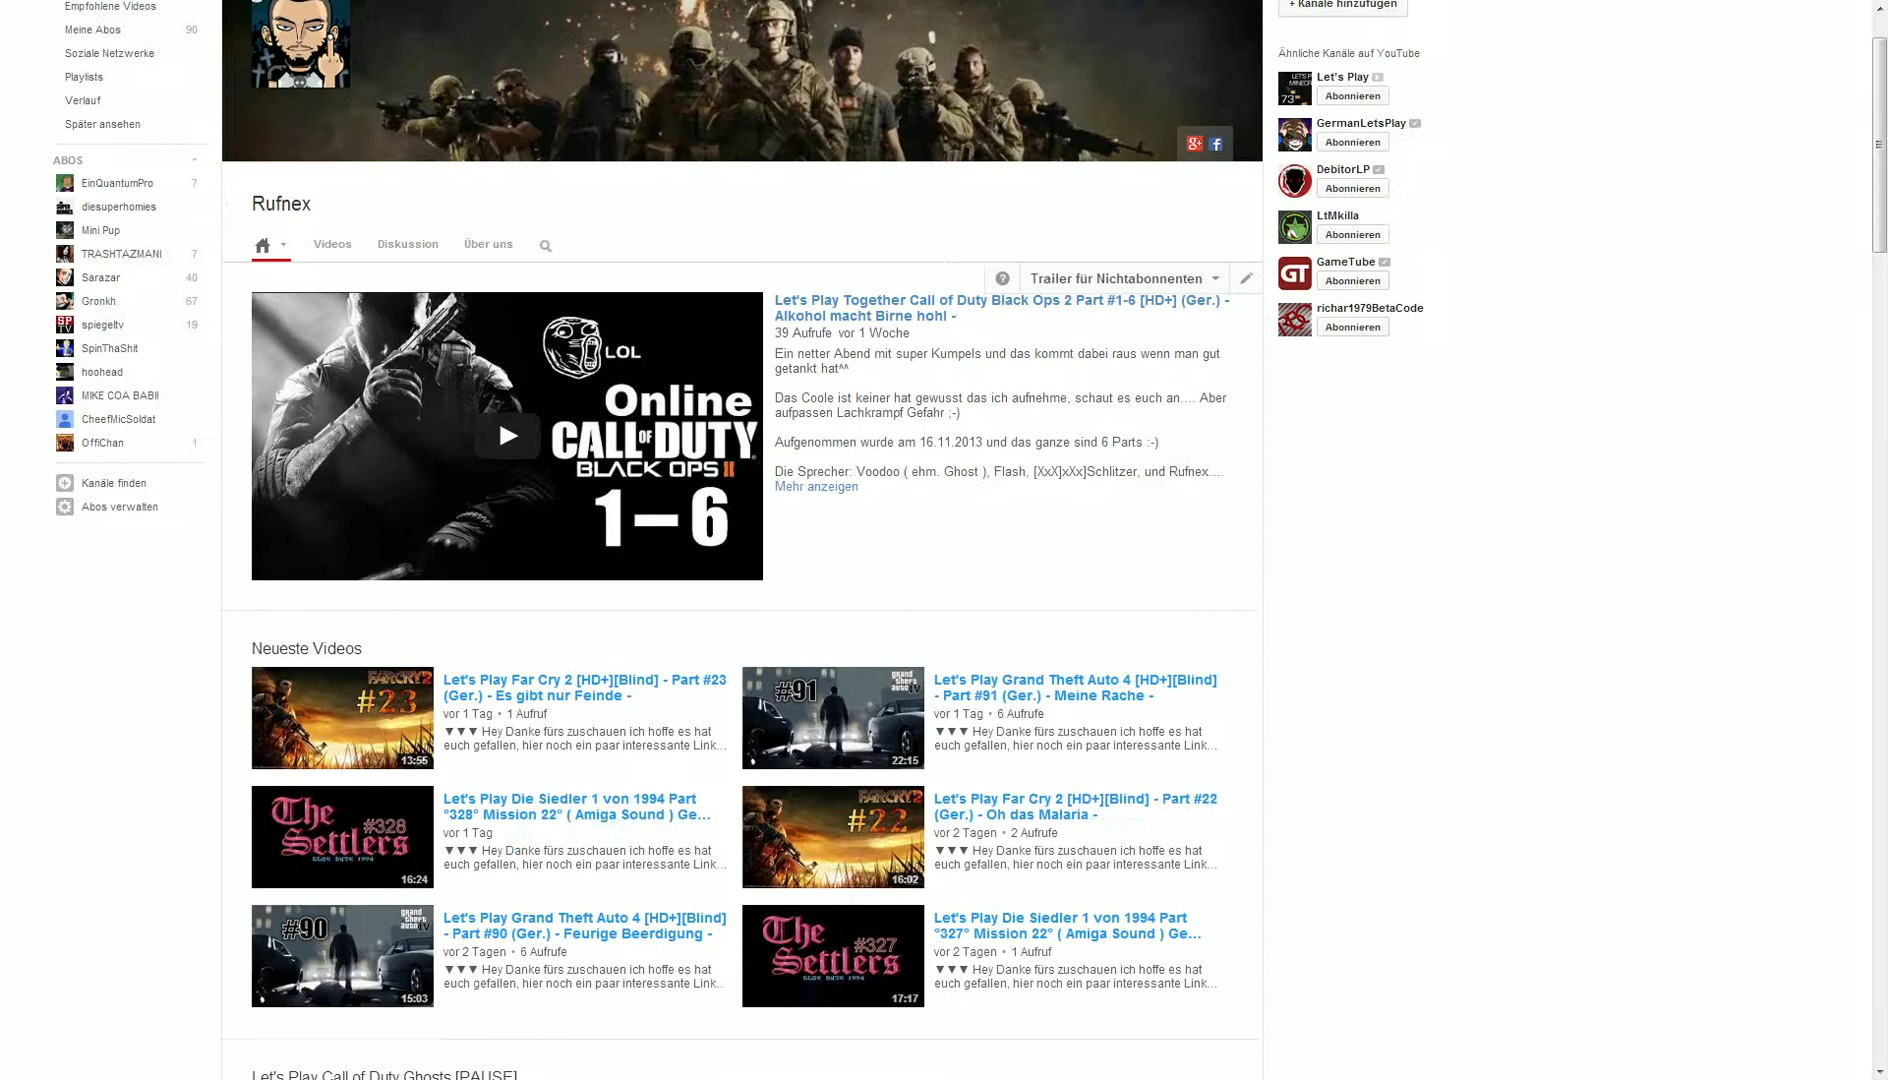 Empfohlene Videos
Meine Abos 90
Soziale Netzwerke
Playlists
Verlauf
Später ansehen
ABOS
EinQuantumPro 7
diesuperhomies
Mini Pup
TRASHTAZMANI 7
Sarazar 40
Gronkh 67
spiegeltv 19
SpinThaShit
hoohead
MIKE COA BABII
CheefMicSoldat
OffiChan 1
Kanäle finden
Abos verwalten
Rufnex
Videos Diskussion Über uns
Trailer für Nichtabonnenten
LOL
Online
CALL OF DUTY
BLACK OPS II
1–6
Let's Play Together Call of Duty Black Ops 2 Part #1-6 [HD+] (Ger.) -
Alkohol macht Birne hohl -
39 Aufrufe vor 1 Woche
Ein netter Abend mit super Kumpels und das kommt dabei raus wenn man gut
getankt hat^^
Das Coole ist keiner hat gewusst das ich aufnehme, schaut es euch an.... Aber
aufpassen Lachkrampf Gefahr ;-)
Aufgenommen wurde am 16.11.2013 und das ganze sind 6 Parts :-)
Die Sprecher: Voodoo ( ehm. Ghost ), Flash, [XxX]xXx]Schlitzer, und Rufnex....
Mehr anzeigen
Neueste Videos
FARCRY2
#23
13:55
Let's Play Far Cry 2 [HD+][Blind] - Part #23
(Ger.) - Es gibt nur Feinde -
vor 1 Tag • 1 Aufruf
▼▼▼ Hey Danke fürs zuschauen ich hoffe es hat
euch gefallen, hier noch ein paar interessante Link...
#91
grand theft auto IV
22:15
Let's Play Grand Theft Auto 4 [HD+][Blind]
- Part #91 (Ger.) - Meine Rache -
vor 1 Tag • 6 Aufrufe
▼▼▼ Hey Danke fürs zuschauen ich hoffe es hat
euch gefallen, hier noch ein paar interessante Link...
The Settlers
#328
BLUE BYTE 1994
16:24
Let's Play Die Siedler 1 von 1994 Part
°328° Mission 22° ( Amiga Sound ) Ge...
vor 1 Tag
▼▼▼ Hey Danke fürs zuschauen ich hoffe es hat
euch gefallen, hier noch ein paar interessante Link...
FARCRY2
#22
16:02
Let's Play Far Cry 2 [HD+][Blind] - Part #22
(Ger.) - Oh das Malaria -
vor 2 Tagen • 2 Aufrufe
▼▼▼ Hey Danke fürs zuschauen ich hoffe es hat
euch gefallen, hier noch ein paar interessante Link...
#90
grand theft auto IV
15:03
Let's Play Grand Theft Auto 4 [HD+][Blind]
- Part #90 (Ger.) - Feurige Beerdigung -
vor 2 Tagen • 6 Aufrufe
▼▼▼ Hey Danke fürs zuschauen ich hoffe es hat
euch gefallen, hier noch ein paar interessante Link..
The Settlers
#327
BLUE BYTE 1994
17:17
Let's Play Die Siedler 1 von 1994 Part
°327° Mission 22° ( Amiga Sound ) Ge...
vor 2 Tagen • 1 Aufruf
▼▼▼ Hey Danke fürs zuschauen ich hoffe es hat
euch gefallen, hier noch ein paar interessante Link...
Let's Play Call of Duty Ghosts [PAUSE]
+ Kanäle hinzufügen
Ähnliche Kanäle auf YouTube
Let's Play
Abonnieren
GermanLetsPlay
Abonnieren
DebitorLP
Abonnieren
LtMkilla
Abonnieren
GT
GameTube
Abonnieren
richar1979BetaCode
Abonnieren